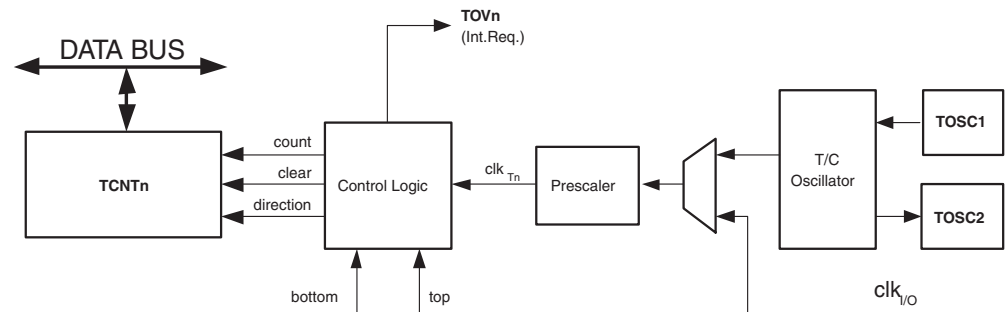 TOVn
(Int.Req.)
DATA BUS
TCNTn
count
clear
direction
Control Logic
clk Tn
Prescaler
T/C
Oscillator
TOSC1
TOSC2
bottom
top
clk I/O